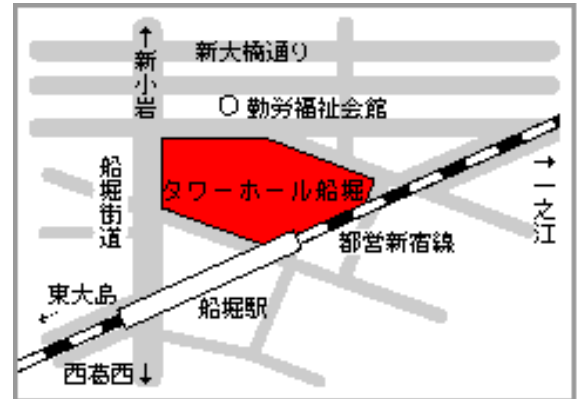 ↑新小岩
新大橋通り
勤労福祉会館
船堀街道
タワーホール船堀
→一之江
都営新宿線
東大島
←
船堀駅
西葛西↓